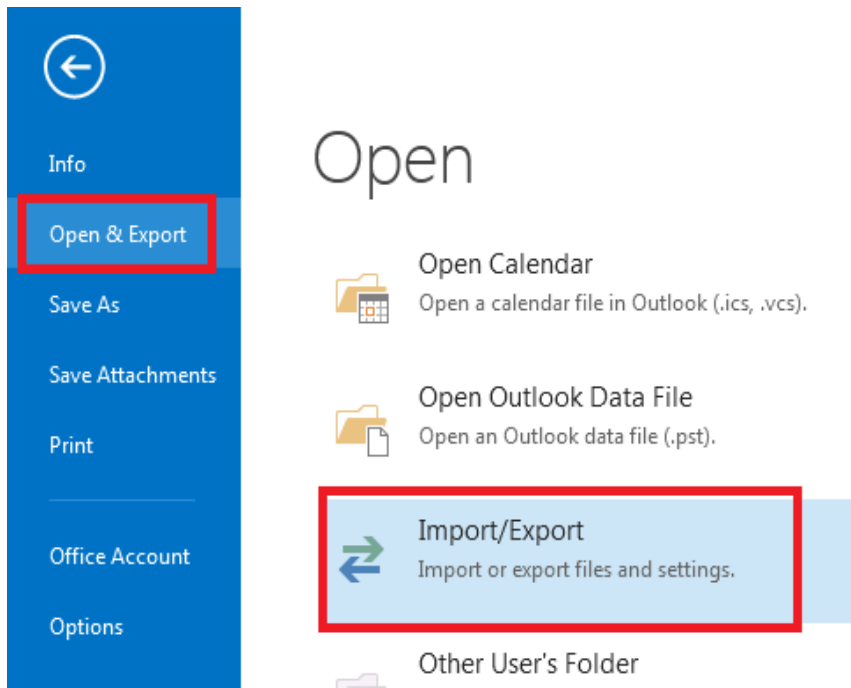 Info
Open & Export
Save As
Save Attachments
Print
Office Account
Options
Open
Open Calendar
Open a calendar file in Outlook (.ics, .vcs).
Open Outlook Data File
Open an Outlook data file (.pst).
Import/Export
Import or export files and settings.
Other User's Folder